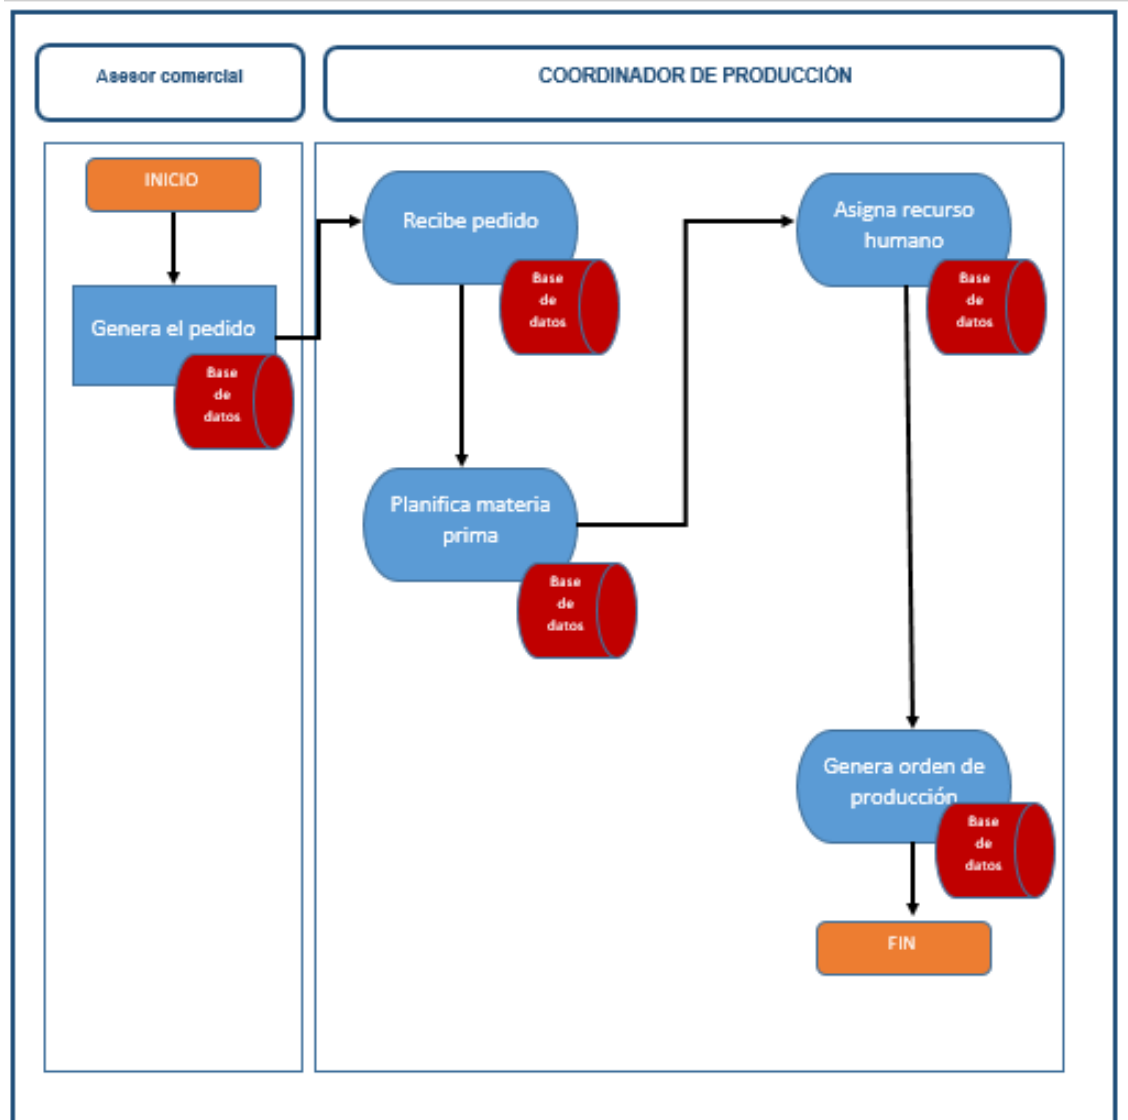 Asesor comercial
COORDINADOR DE PRODUCCIÓN
INICIO
Genera el pedido
Base
de
datos
Recibe pedido
Base
de
datos
Planifica materia
prima
Base
de
datos
Asigna recurso
humano
Base
de
datos
Genera orden de
producción
Base
de
datos
FIN